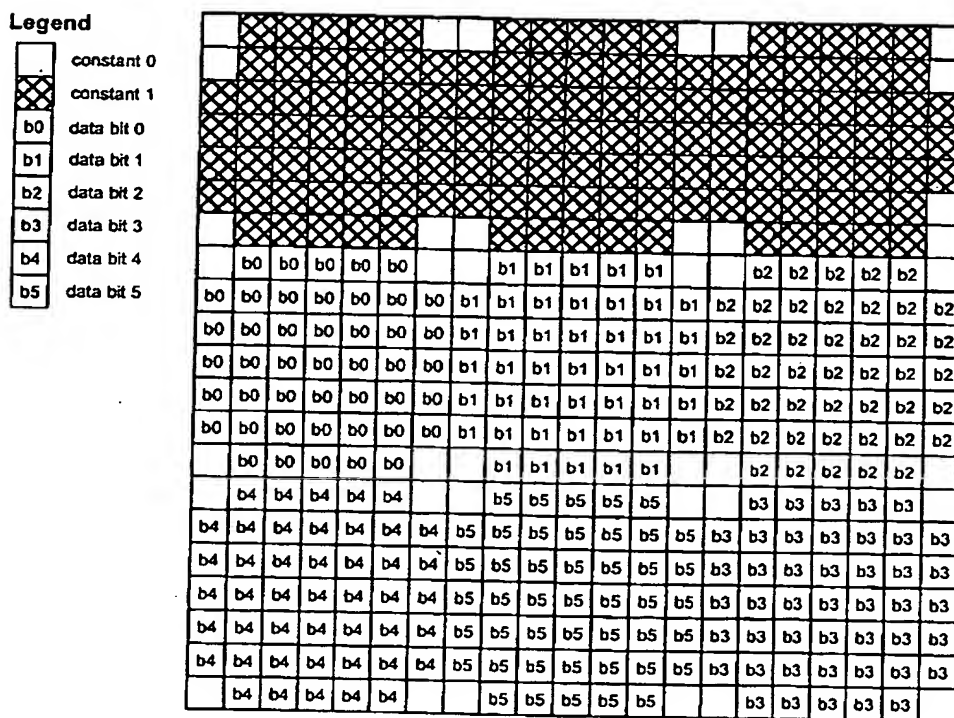 Legend
constant 0
constant 1
b0 data bit 0
b1 data bit 1
b2 data bit 2
b3 data bit 3
b4 data bit 4
b5 data bit 5
b0 b0 b0 b0 b0 b1 b1 b1 b1 b1 b2 b2 b2 b2 b2
b0 b0 b0 b0 b0 b0 b0 b1 b1 b1 b1 b1 b1 b1 b2 b2 b2 b2 b2 b2 b2
b0 b0 b0 b0 b0 b0 b0 b1 b1 b1 b1 b1 b1 b1 b2 b2 b2 b2 b2 b2 b2
b0 b0 b0 b0 b0 b0 b0 b1 b1 b1 b1 b1 b1 b1 b2 b2 b2 b2 b2 b2 b2
b0 b0 b0 b0 b0 b0 b0 b1 b1 b1 b1 b1 b1 b1 b2 b2 b2 b2 b2 b2 b2
b0 b0 b0 b0 b0 b0 b0 b1 b1 b1 b1 b1 b1 b1 b2 b2 b2 b2 b2 b2 b2
b0 b0 b0 b0 b0 b1 b1 b1 b1 b1 b2 b2 b2 b2 b2
b4 b4 b4 b4 b4 b5 b5 b5 b5 b5 b3 b3 b3 b3 b3
b4 b4 b4 b4 b4 b4 b4 b5 b5 b5 b5 b5 b5 b5 b3 b3 b3 b3 b3 b3 b3
b4 b4 b4 b4 b4 b4 b4 b5 b5 b5 b5 b5 b5 b5 b3 b3 b3 b3 b3 b3 b3
b4 b4 b4 b4 b4 b4 b4 b5 b5 b5 b5 b5 b5 b5 b3 b3 b3 b3 b3 b3 b3
b4 b4 b4 b4 b4 b4 b4 b5 b5 b5 b5 b5 b5 b5 b3 b3 b3 b3 b3 b3 b3
b4 b4 b4 b4 b4 b4 b4 b5 b5 b5 b5 b5 b5 b5 b3 b3 b3 b3 b3 b3 b3
b4 b4 b4 b4 b4 b5 b5 b5 b5 b5 b3 b3 b3 b3 b3